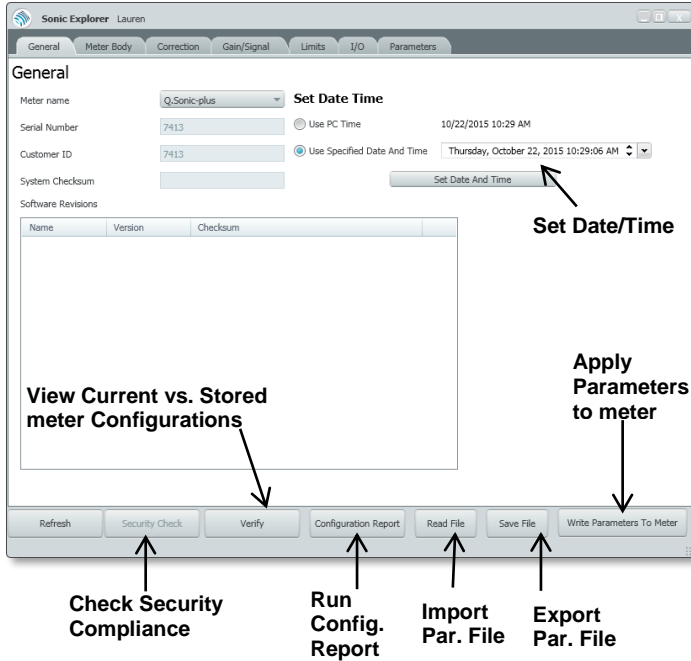 Sonic Explorer Lauren
General Meter Body Correction Gain/Signal Limits I/O Parameters
General
Meter name Q.Sonic-plus
Serial Number 7413
Customer ID 7413
System Checksum
Software Revisions
Name Version Checksum
Set Date Time
Use PC Time 10/22/2015 10:29 AM
Use Specified Date And Time Thursday, October 22, 2015 10:29:06 AM
Set Date And Time
Set Date/Time
View Current vs. Stored
meter Configurations
Apply
Parameters
to meter
Refresh Security Check Verify Configuration Report Read File Save File Write Parameters To Meter
Check Security
Compliance
Run
Config.
Report
Import
Par. File
Export
Par. File